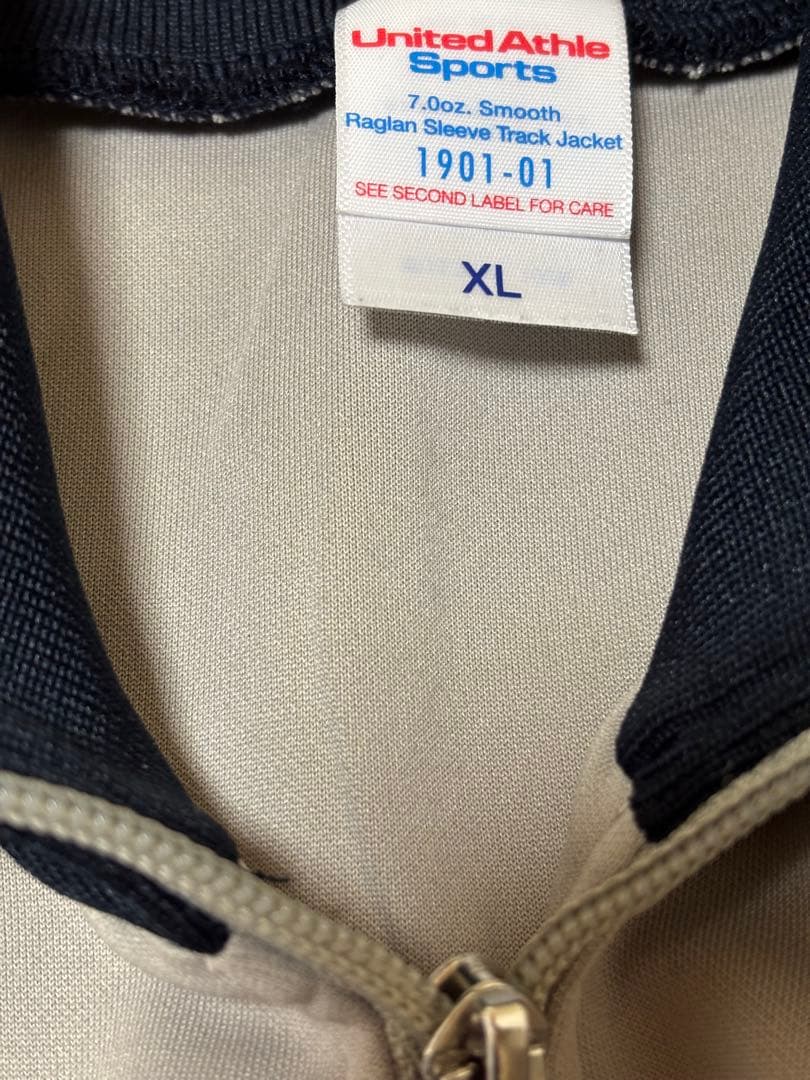 United Athle
Sports
7.0oz. Smooth
Raglan Sleeve Track Jacket
1901-01
SEE SECOND LABEL FOR CARE
XL